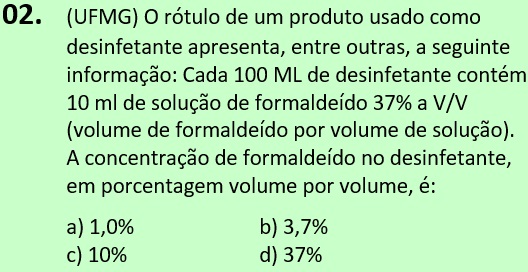 02. (UFMG) O rótulo de um produto usado como
desinfetante apresenta, entre outras, a seguinte
informação: Cada 100 ML de desinfetante contém
10 ml de solução de formaldeído 37% a V/V
(volume de formaldeído por volume de solução).
A concentração de formaldeído no desinfetante,
em porcentagem volume por volume, é:
a) 1,0% b) 3,7%
c) 10% d) 37%